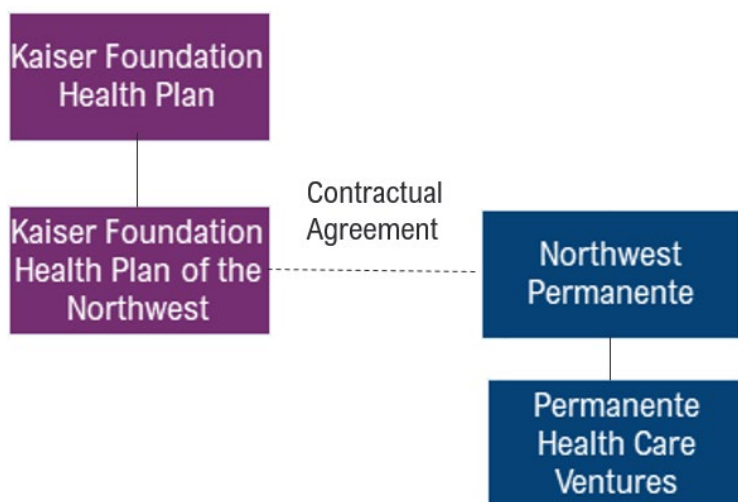 Kaiser Foundation
Health Plan
Kaiser Foundation
Health Plan of the
Northwest
Contractual
Agreement
Northwest
Permanente
Permanente
Health Care
Ventures